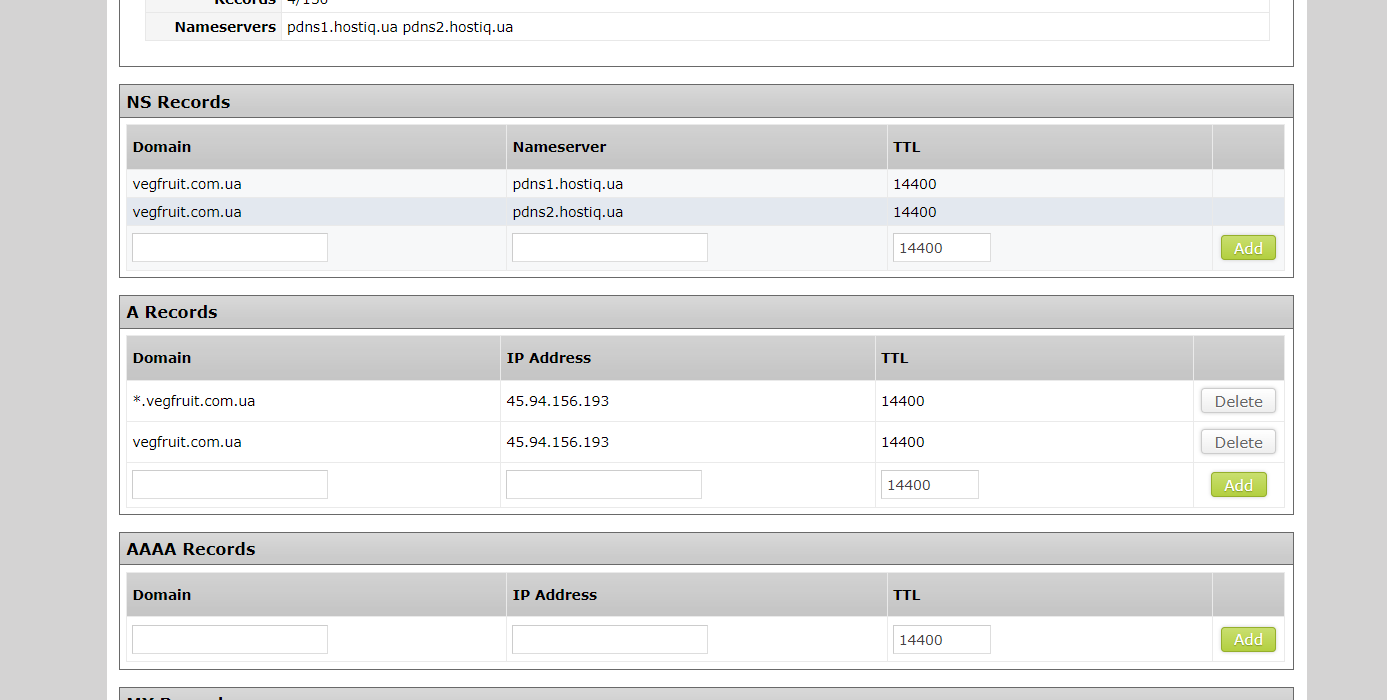 Records 4/150
Nameservers pdns1.hostiq.ua pdns2.hostiq.ua
NS Records
Domain Nameserver TTL
vegfruit.com.ua pdns1.hostiq.ua 14400
vegfruit.com.ua pdns2.hostiq.ua 14400
14400 Add
A Records
Domain IP Address TTL
*.vegfruit.com.ua 45.94.156.193 14400 Delete
vegfruit.com.ua 45.94.156.193 14400 Delete
14400 Add
AAAA Records
Domain IP Address TTL
14400 Add